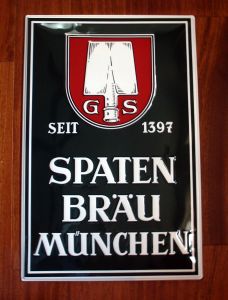 G S
SEIT 1397
SPATEN
BRÄU
MÜNCHEN